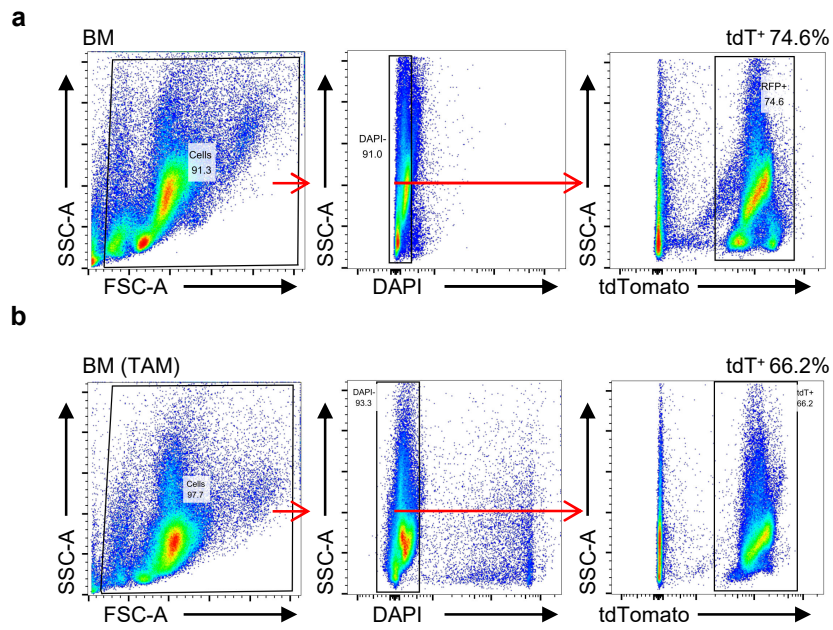 a
BM
tdT+ 74.6%
SSC-A
Cells
91.3
FSC-A
SSC-A
DAPI-
91.0
DAPI
SSC-A
RFP+
74.6
tdTomato
b
BM (TAM)
tdT+ 66.2%
SSC-A
Cells
97.7
FSC-A
SSC-A
DAPI-
93.3
DAPI
SSC-A
tdT+
66.2
tdTomato